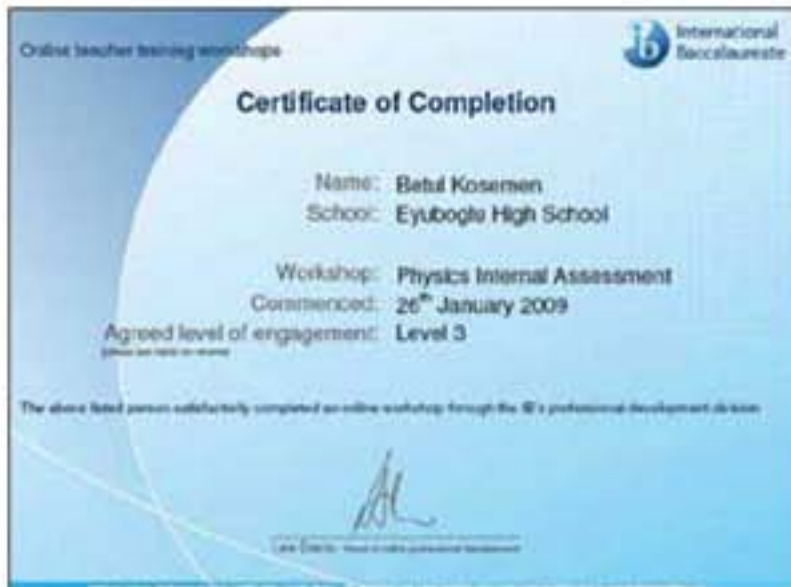 Online teacher training workshops
International
Baccalaureate
Certificate of Completion
Name: Betul Kosemen
School: Eyuboglu High School
Workshop: Physics Internal Assessment
Commenced: 26th January 2009
Agreed level of engagement: Level 3
The above listed person satisfactorily completed an online workshop through the IB's professional development division